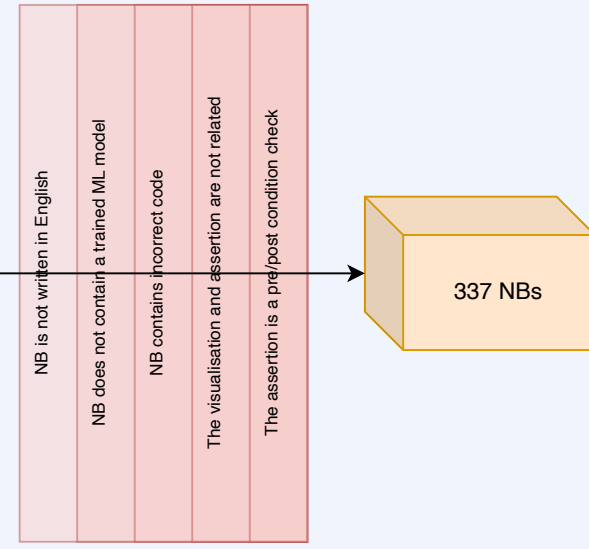 NB is not written in English
NB does not contain a trained ML model
NB contains incorrect code
The visualisation and assertion are not related
The assertion is a pre/post condition check
337 NBs